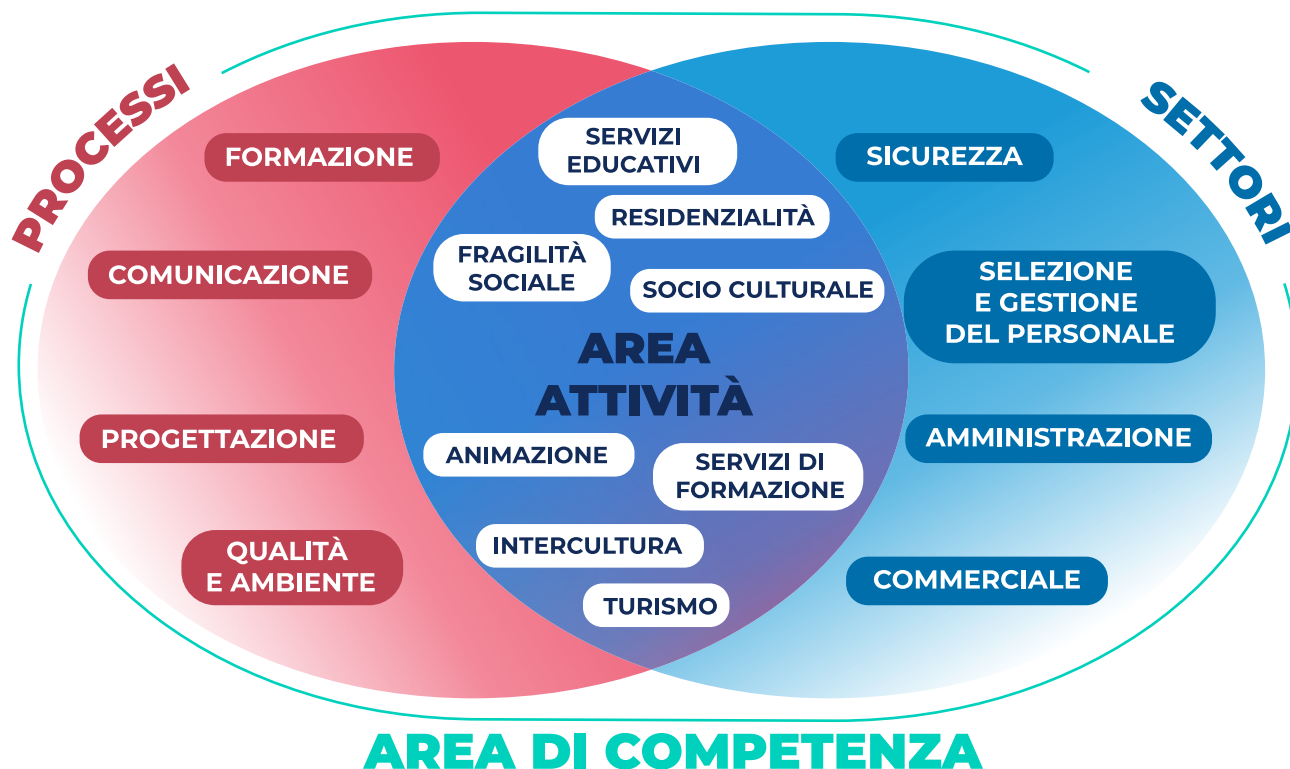 PROCESSI
FORMAZIONE
COMUNICAZIONE
PROGETTAZIONE
QUALITÀ
E AMBIENTE
SERVIZI
EDUCATIVI
RESIDENZIALITÀ
FRAGILITÀ
SOCIALE
SOCIO CULTURALE
AREA
ATTIVITÀ
ANIMAZIONE
SERVIZI DI
FORMAZIONE
INTERCULTURA
TURISMO
SETTORI
SICUREZZA
SELEZIONE
E GESTIONE
DEL PERSONALE
AMMINISTRAZIONE
COMMERCIALE
AREA DI COMPETENZA